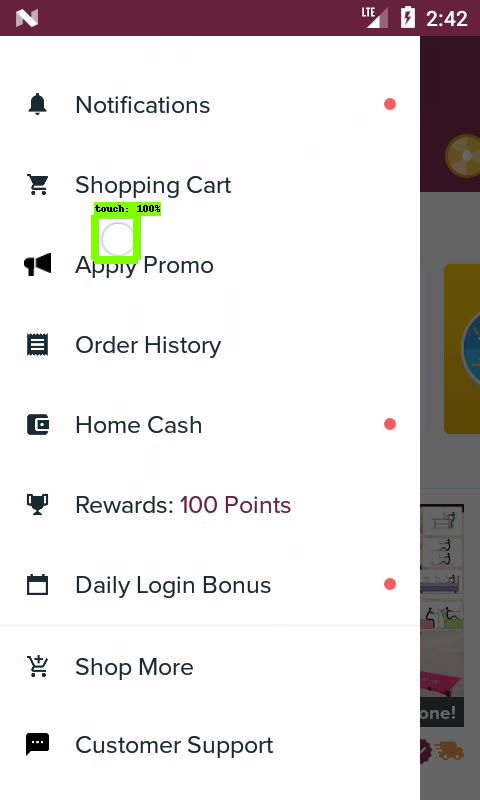 LTE 2:42
Notifications
Shopping Cart
touch: 100%
Apply Promo
Order History
Home Cash
Rewards: 100 Points
Daily Login Bonus
Shop More
one!
Customer Support